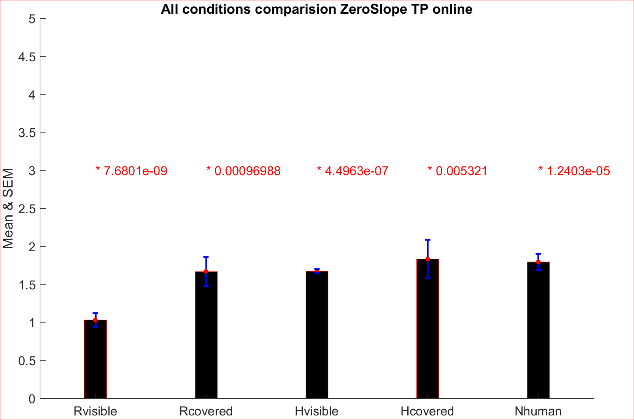 All conditions comparision ZeroSlope TP online
5
4.5
4
3.5
3
2.5
2
1.5
1
0.5
0
Mean & SEM
* 7.6801e-09 * 0.00096988 * 4.4963e-07 * 0.005321 * 1.2403e-05
Rvisible Rcovered Hvisible Hcovered Nhuman